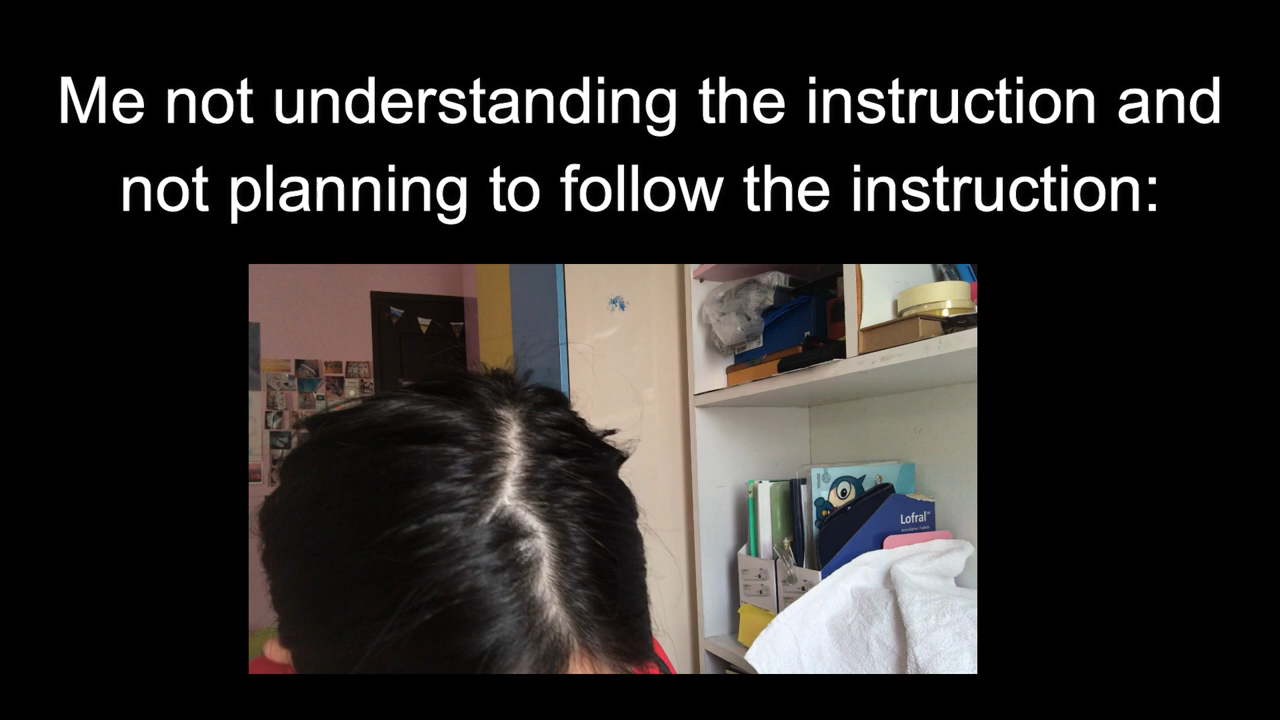 Me not understanding the instruction and
not planning to follow the instruction:
Lofral